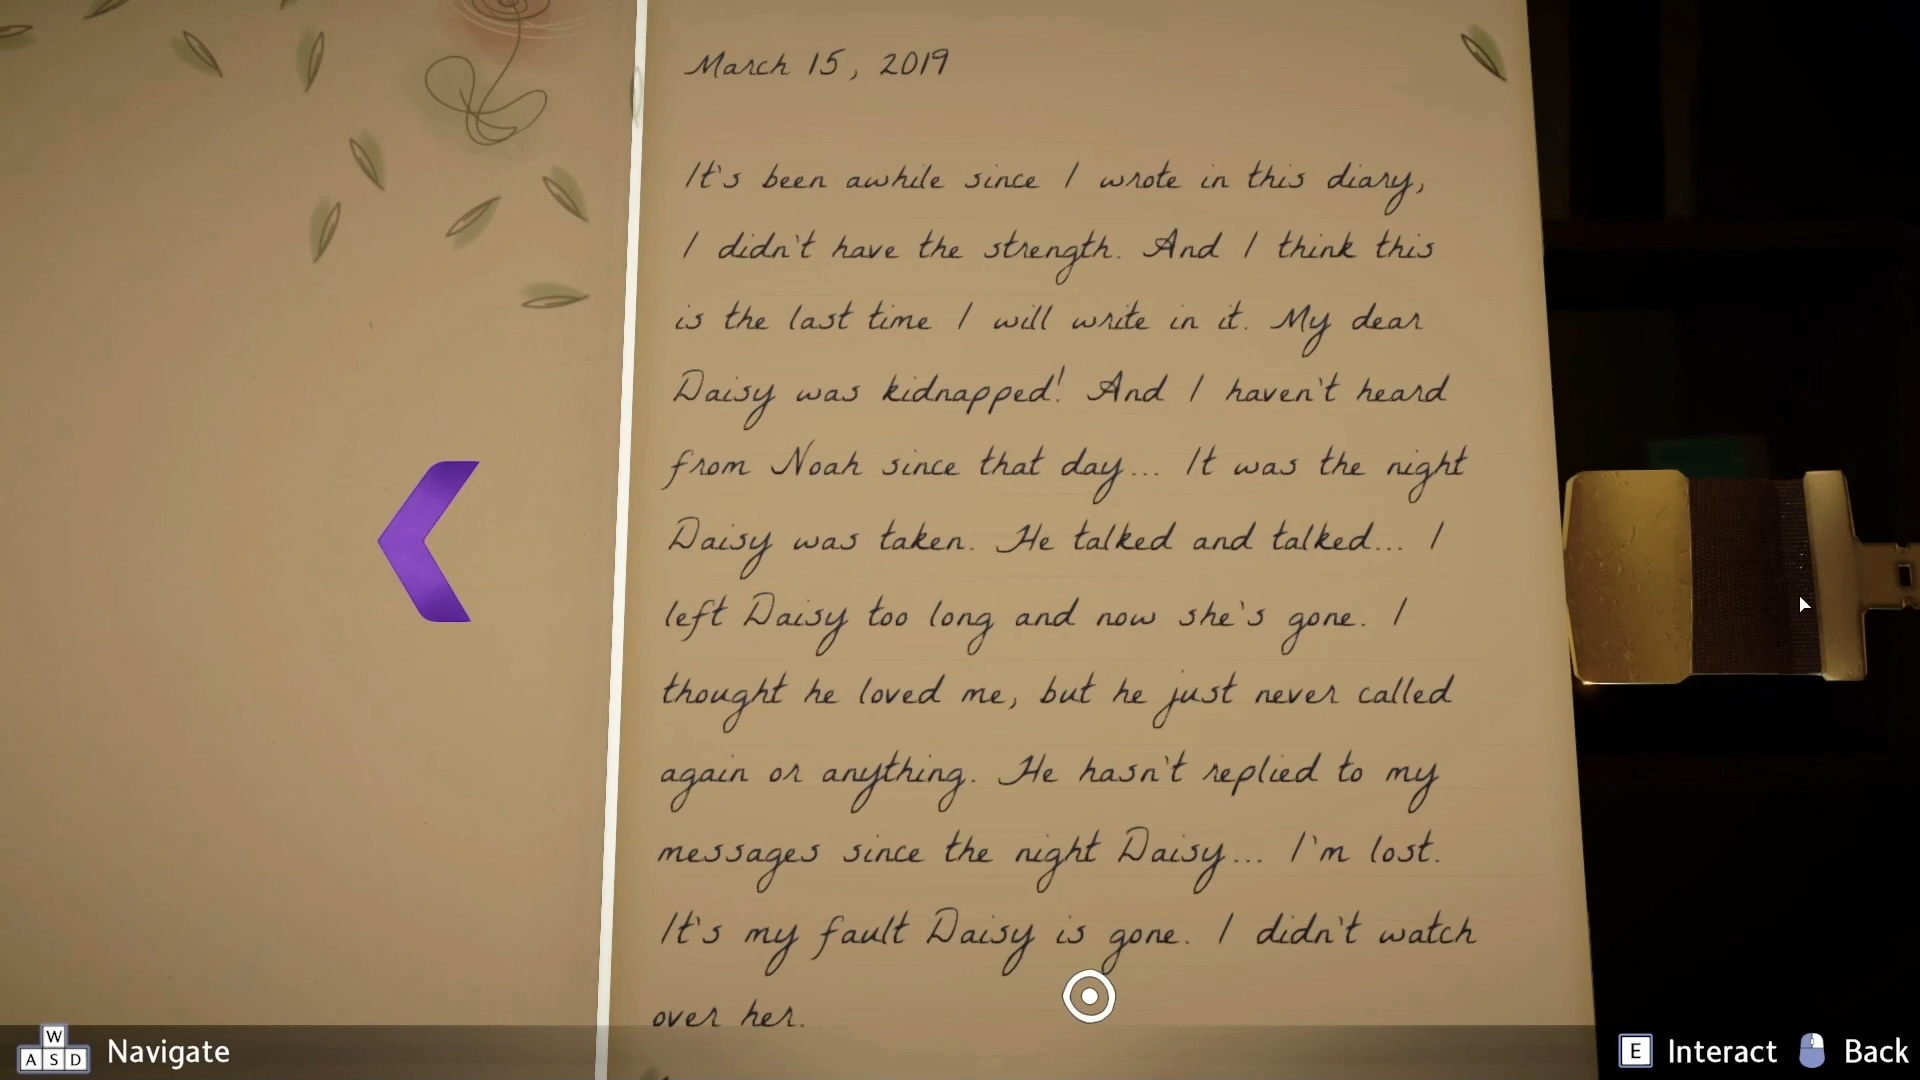 March 15, 2019
It's been awhile since I wrote in this diary,
I didn't have the strength. And I think this
is the last time I will write in it. My dear
Daisy was kidnapped! And I haven't heard
from Noah since that day... It was the night
Daisy was taken. He talked and talked... I
left Daisy too long and now she's gone. I
thought he loved me, but he just never called
again or anything. He hasn't replied to my
messages since the night Daisy... I'm lost.
It's my fault Daisy is gone. I didn't watch
over her.
W
A S D Navigate
E Interact Back